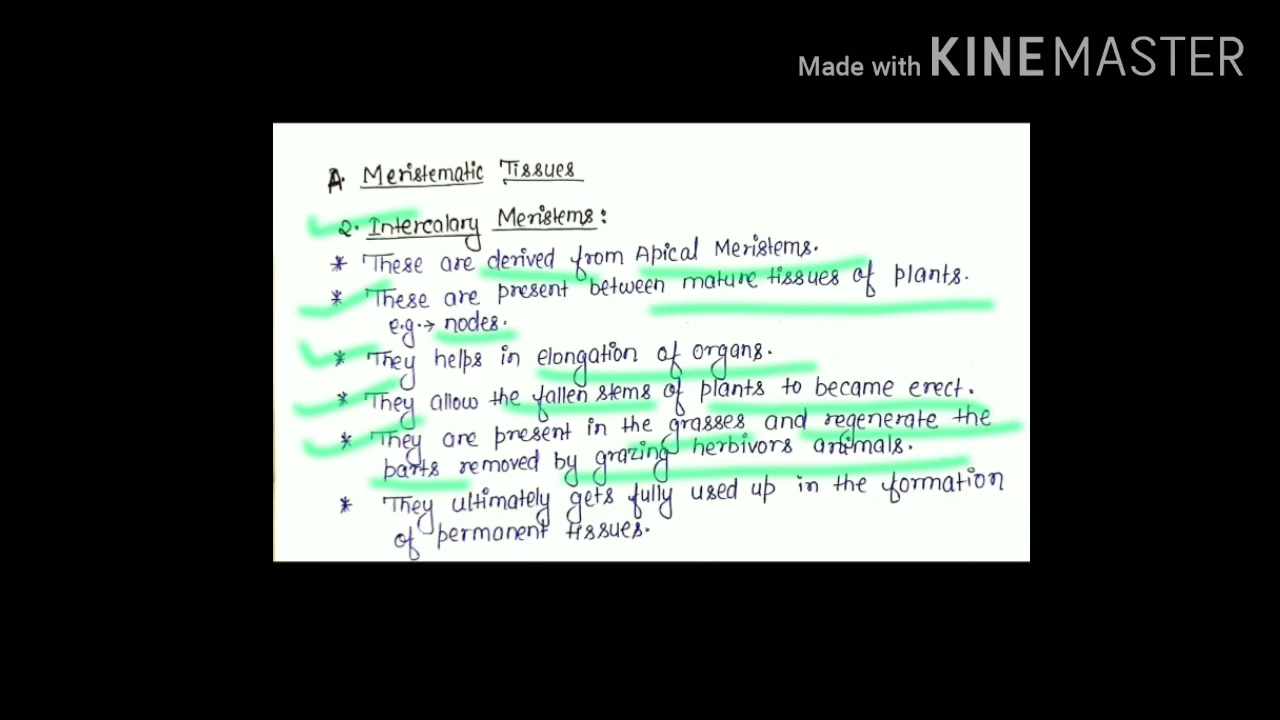 Made with KINEMASTER
A. Meristematic Tissues
2. Intercalary Meristems:
* These are derived from Apical Meristems.
* These are present between mature tissues of plants.
e.g.→ nodes.
* They helps in elongation of organs.
* They allow the fallen stems of plants to became erect.
* They are present in the grasses and regenerate the
parts removed by grazing herbivors animals.
* They ultimately gets fully used up in the formation
of permanent tissues.